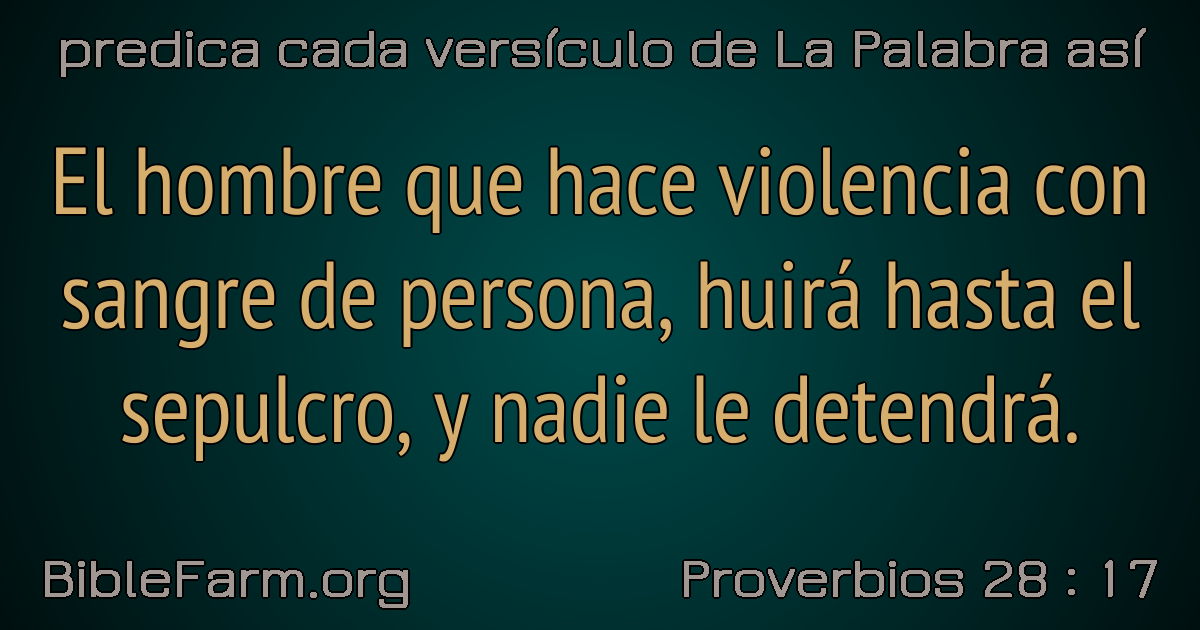 predica cada versículo de La Palabra así
El hombre que hace violencia con
sangre de persona, huirá hasta el
sepulcro, y nadie le detendrá.
BibleFarm.org
Proverbios 28 : 17